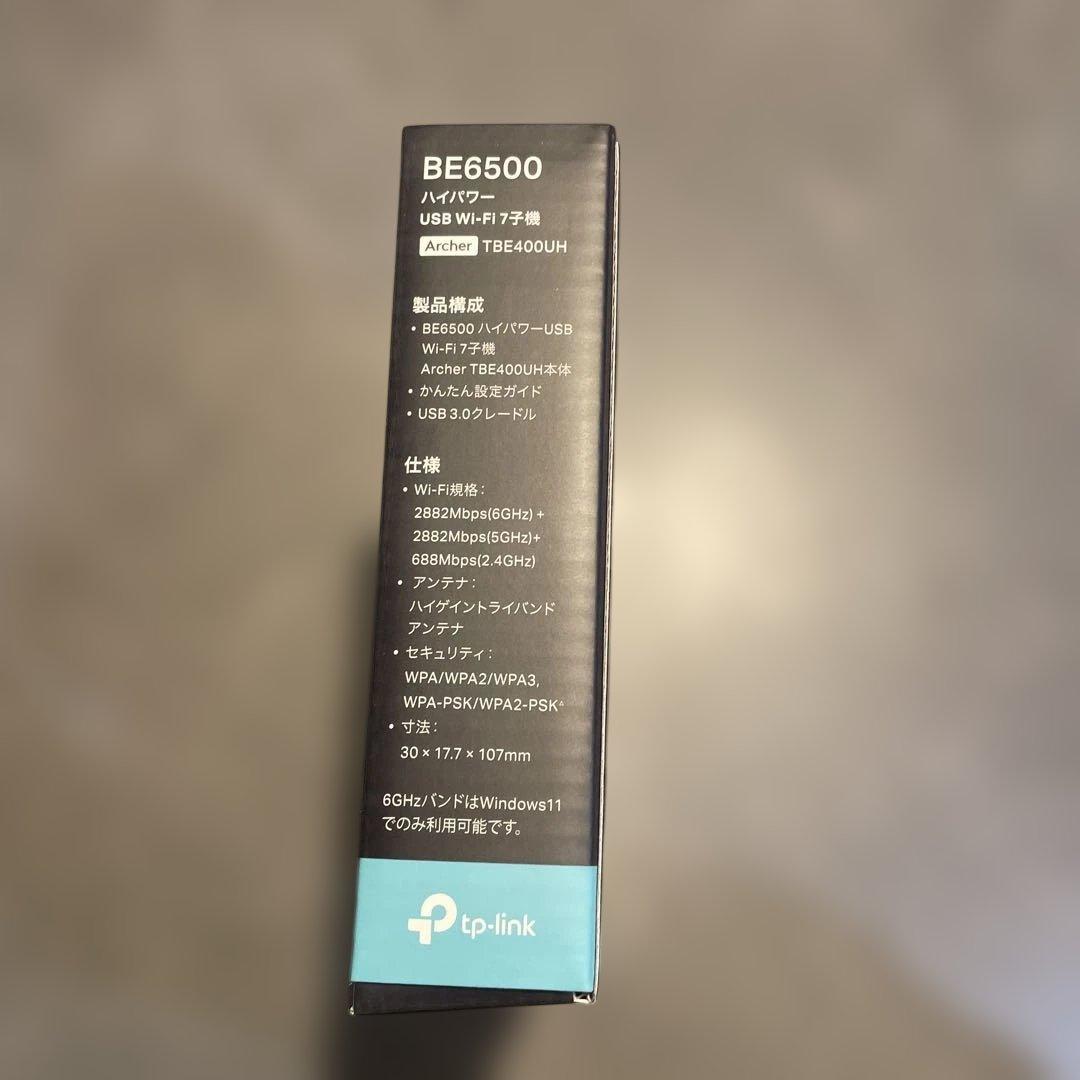 BE6500
ハイパワー
USB Wi-Fi 7子機
Archer TBE400UH
製品構成
• BE6500 ハイパワーUSB
Wi-Fi 7子機
Archer TBE400UH本体
• かんたん設定ガイド
• USB 3.0クレードル
仕様
• Wi-Fi規格:
2882Mbps(6GHz) +
2882Mbps(5GHz)+
688Mbps(2.4GHz)
• アンテナ:
ハイゲイントライバンド
アンテナ
• セキュリティ:
WPA/WPA2/WPA3,
WPA-PSK/WPA2-PSK△
• 寸法:
30 × 17.7 × 107mm
6GHzバンドはWindows11
でのみ利用可能です。
tp-link